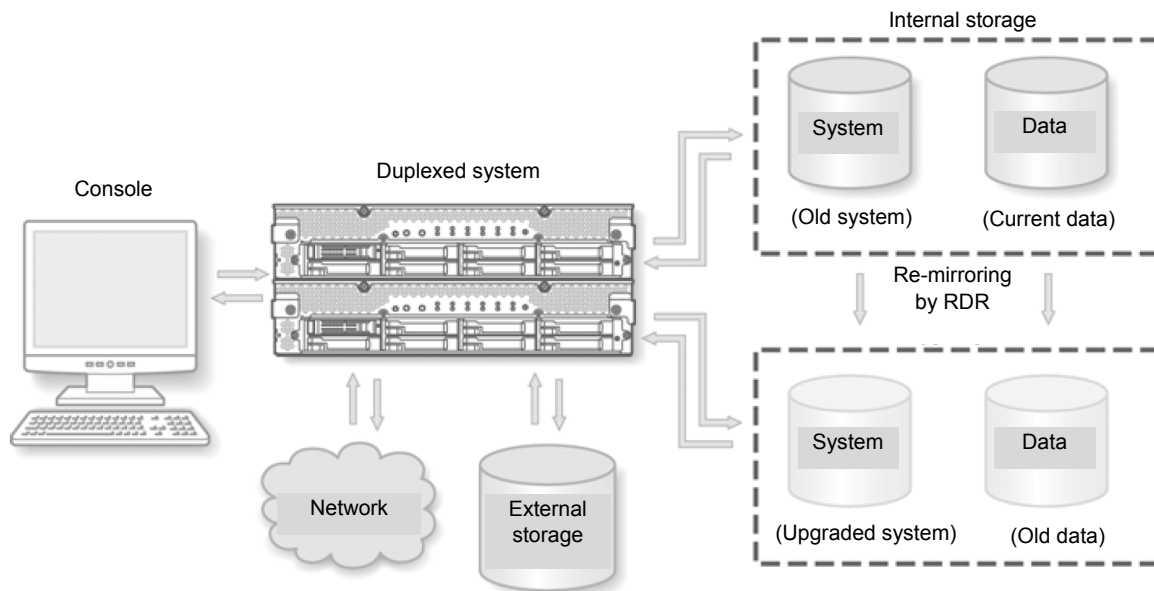 Internal storage
System
Data
Console
Duplexed system
(Old system)
(Current data)
Re-mirroring
by RDR
System
Data
Network
External
storage
(Upgraded system)
(Old data)